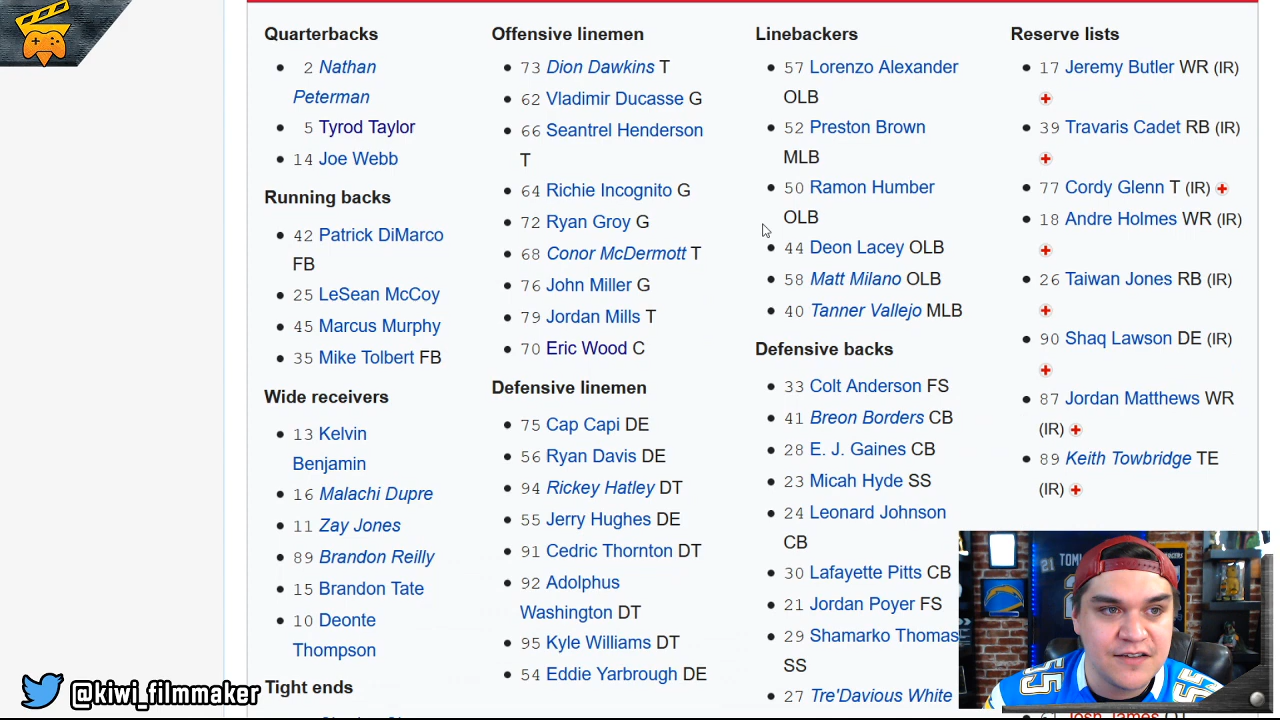 Quarterbacks
2 Nathan
Peterman
5 Tyrod Taylor
14 Joe Webb
Running backs
42 Patrick DiMarco
FB
25 LeSean McCoy
45 Marcus Murphy
35 Mike Tolbert FB
Wide receivers
13 Kelvin
Benjamin
16 Malachi Dupre
11 Zay Jones
89 Brandon Reilly
15 Brandon Tate
10 Deonte
Thompson
Tight ends
Offensive linemen
73 Dion Dawkins T
62 Vladimir Ducasse G
66 Seantrel Henderson
T
64 Richie Incognito G
72 Ryan Groy G
68 Conor McDermott T
76 John Miller G
79 Jordan Mills T
70 Eric Wood C
Defensive linemen
75 Cap Capi DE
56 Ryan Davis DE
94 Rickey Hatley DT
55 Jerry Hughes DE
91 Cedric Thornton DT
92 Adolphus
Washington DT
95 Kyle Williams DT
54 Eddie Yarbrough DE
Linebackers
57 Lorenzo Alexander
OLB
52 Preston Brown
MLB
50 Ramon Humber
OLB
44 Deon Lacey OLB
58 Matt Milano OLB
40 Tanner Vallejo MLB
Defensive backs
33 Colt Anderson FS
41 Breon Borders CB
28 E. J. Gaines CB
23 Micah Hyde SS
24 Leonard Johnson
CB
30 Lafayette Pitts CB
21 Jordan Poyer FS
29 Shamarko Thomas
SS
27 Tre'Davious White
Reserve lists
17 Jeremy Butler WR (IR)
39 Travaris Cadet RB (IR)
77 Cordy Glenn T (IR)
18 Andre Holmes WR (IR)
26 Taiwan Jones RB (IR)
90 Shaq Lawson DE (IR)
87 Jordan Matthews WR
(IR)
89 Keith Towbridge TE
(IR)
@kiwi_filmmaker